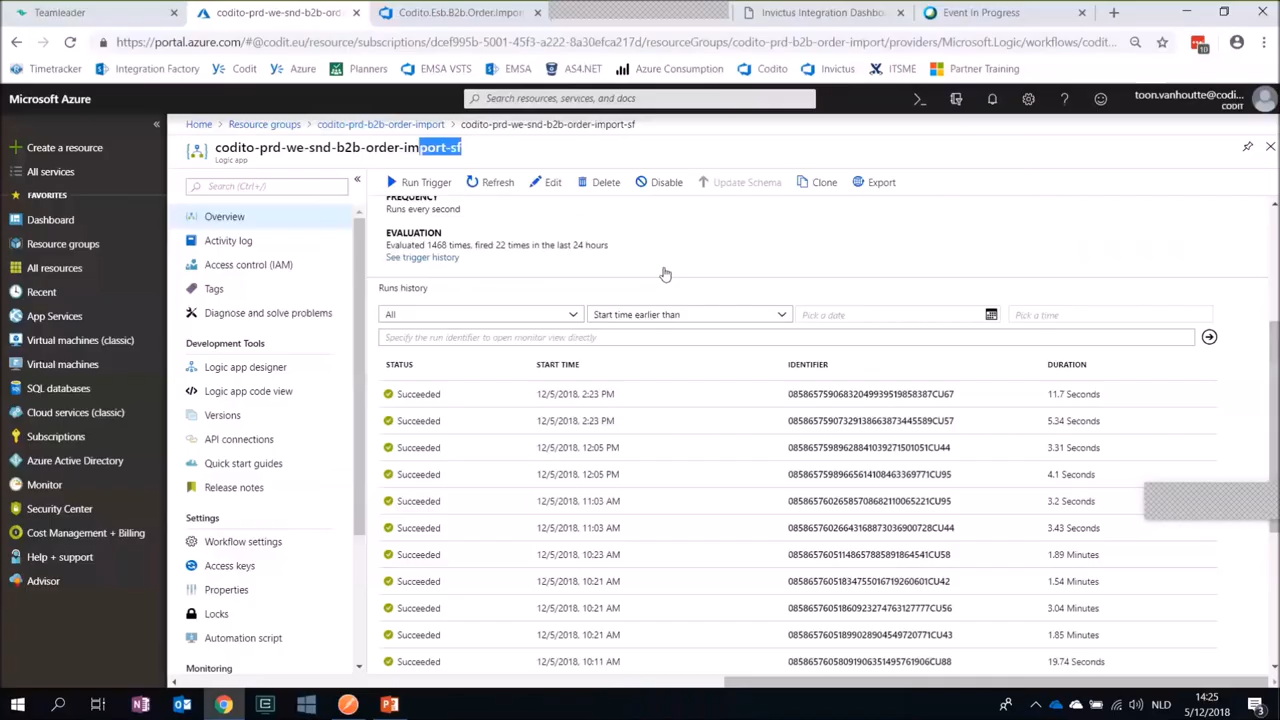 Teamleader
codito-prd-we-snd-b2b-ord
Codito.Esb.B2b.Order.Impor
Invictus Integration Dashbo
Event In Progress
https://portal.azure.com/#@codit.eu/resource/subscriptions/dcef995b-5001-45f3-a222-8a30efca217d/resourceGroups/codito-prd-b2b-order-import/providers/Microsoft.Logic/workflows/codit...
10
Timetracker
Integration Factory
Codit
Azure
Planners
EMSA VSTS
EMSA
AS4.NET
Azure Consumption
Codito
Invictus
ITSME
Partner Training
Microsoft Azure
Search resources, services, and docs
toon.vanhoutte@codi...
CODIT
Home > Resource groups > codito-prd-b2b-order-import > codito-prd-we-snd-b2b-order-import-sf
codito-prd-we-snd-b2b-order-import-sf
Logic app
Create a resource
All services
FAVORITES
Dashboard
Resource groups
All resources
Recent
App Services
Virtual machines (classic)
Virtual machines
SQL databases
Cloud services (classic)
Subscriptions
Azure Active Directory
Monitor
Security Center
Cost Management + Billing
Help + support
Advisor
Search (Ctrl+/)
Overview
Activity log
Access control (IAM)
Tags
Diagnose and solve problems
Development Tools
Logic app designer
Logic app code view
Versions
API connections
Quick start guides
Release notes
Settings
Workflow settings
Access keys
Properties
Locks
Automation script
Monitoring
Run Trigger
Refresh
Edit
Delete
Disable
Update Schema
Clone
Export
FREQUENCY
Runs every second
EVALUATION
Evaluated 1468 times, fired 22 times in the last 24 hours
See trigger history
Runs history
All
Start time earlier than
Pick a date
Pick a time
Specify the run identifier to open monitor view directly
STATUS START TIME IDENTIFIER DURATION
Succeeded 12/5/2018, 2:23 PM 08586575906832049939519858387CU67 11.7 Seconds
Succeeded 12/5/2018, 2:23 PM 08586575907329138663873445589CU57 5.34 Seconds
Succeeded 12/5/2018, 12:05 PM 08586575989628841039271501051CU44 3.31 Seconds
Succeeded 12/5/2018, 12:05 PM 08586575989665614108463369771CU95 4.1 Seconds
Succeeded 12/5/2018, 11:03 AM 08586576026585708682110065221CU95 3.2 Seconds
Succeeded 12/5/2018, 11:03 AM 08586576026643168873036900728CU44 3.43 Seconds
Succeeded 12/5/2018, 10:23 AM 08586576051148657885891864541CU58 1.89 Minutes
Succeeded 12/5/2018, 10:21 AM 08586576051834755016719260601CU42 1.54 Minutes
Succeeded 12/5/2018, 10:21 AM 08586576051860923274763127777CU56 3.04 Minutes
Succeeded 12/5/2018, 10:21 AM 08586576051899028904549720771CU43 1.85 Minutes
Succeeded 12/5/2018, 10:11 AM 08586576058091906351495761906CU88 19.74 Seconds
NLD
14:25
5/12/2018
3